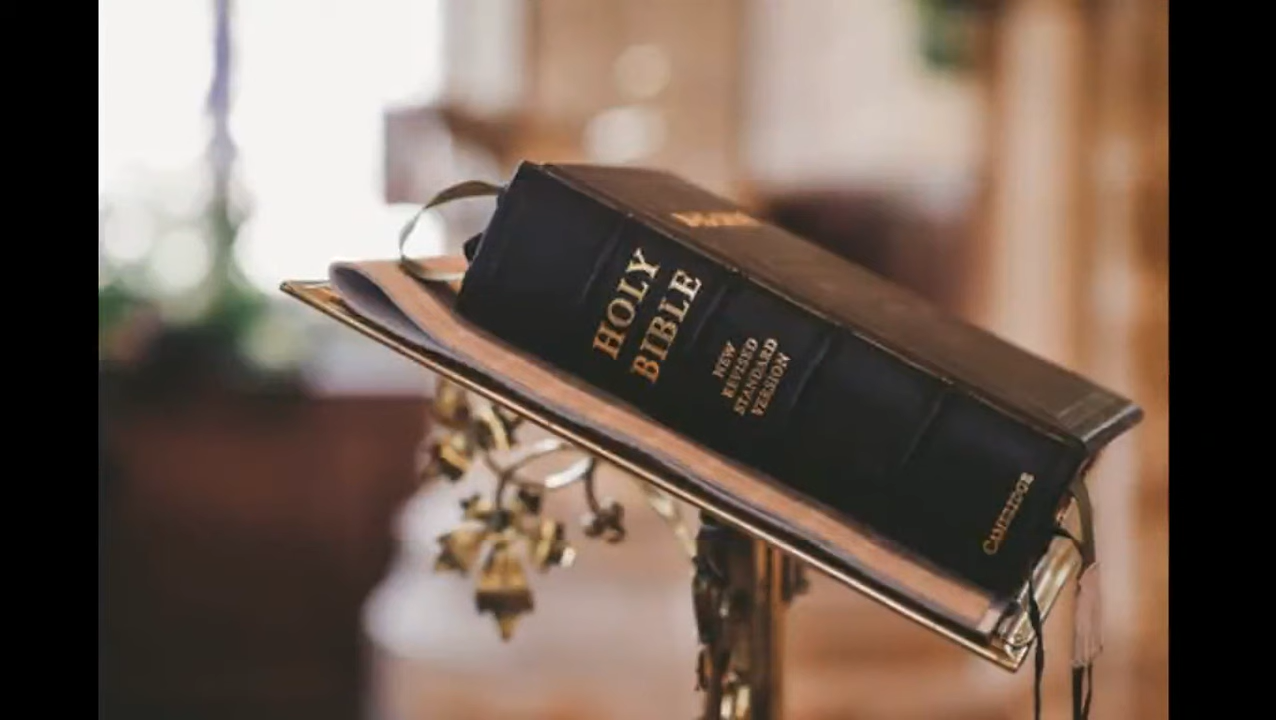 HOLY
BIBLE
NEW
REVISED
STANDARD
VERSION
CAMBRIDGE